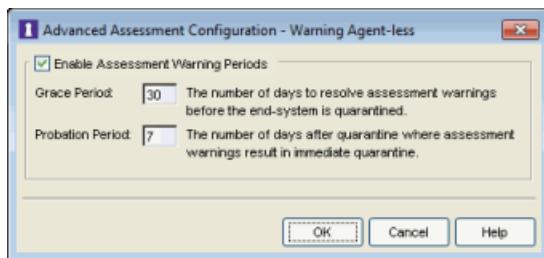 Advanced Assessment Configuration - Warning Agent-less
Enable Assessment Warning Periods
Grace Period: 30 The number of days to resolve assessment warnings
before the end-system is quarantined.
Probation Period: 7 The number of days after quarantine where assessment
warnings result in immediate quarantine.
OK Cancel Help